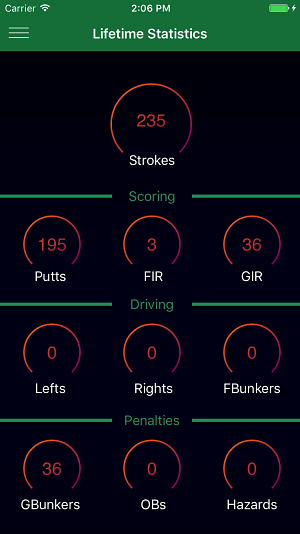 Carrier 2:06 PM
Lifetime Statistics
235
Strokes
Scoring
195 3 36
Putts FIR GIR
Driving
0 0 0
Lefts Rights FBunkers
Penalties
36 0 0
GBunkers OBs Hazards